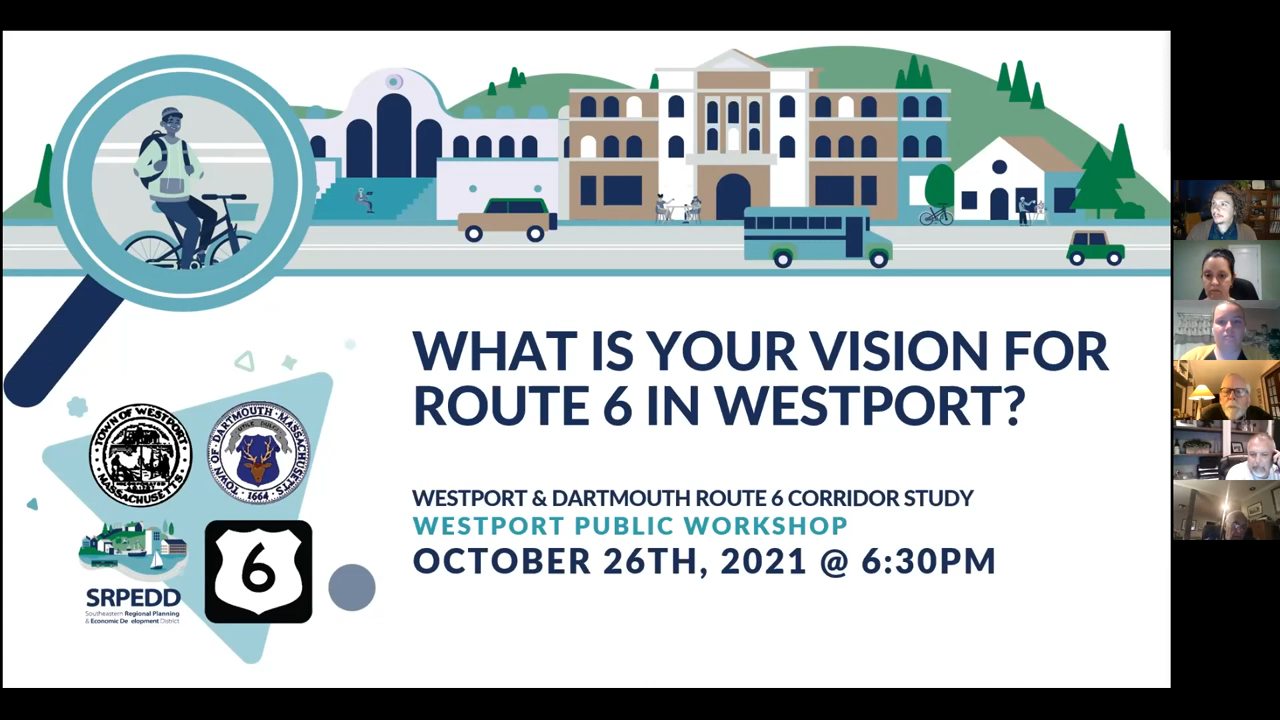 WHAT IS YOUR VISION FOR
ROUTE 6 IN WESTPORT?
WESTPORT & DARTMOUTH ROUTE 6 CORRIDOR STUDY
WESTPORT PUBLIC WORKSHOP
OCTOBER 26TH, 2021 @ 6:30PM
TOWN OF WESTPORT
MASSACHUSETTS
TOWN OF DARTMOUTH MASSACHUSETTS
1664
6
SRPEDD
Southeastern Regional Planning
& Economic Development District